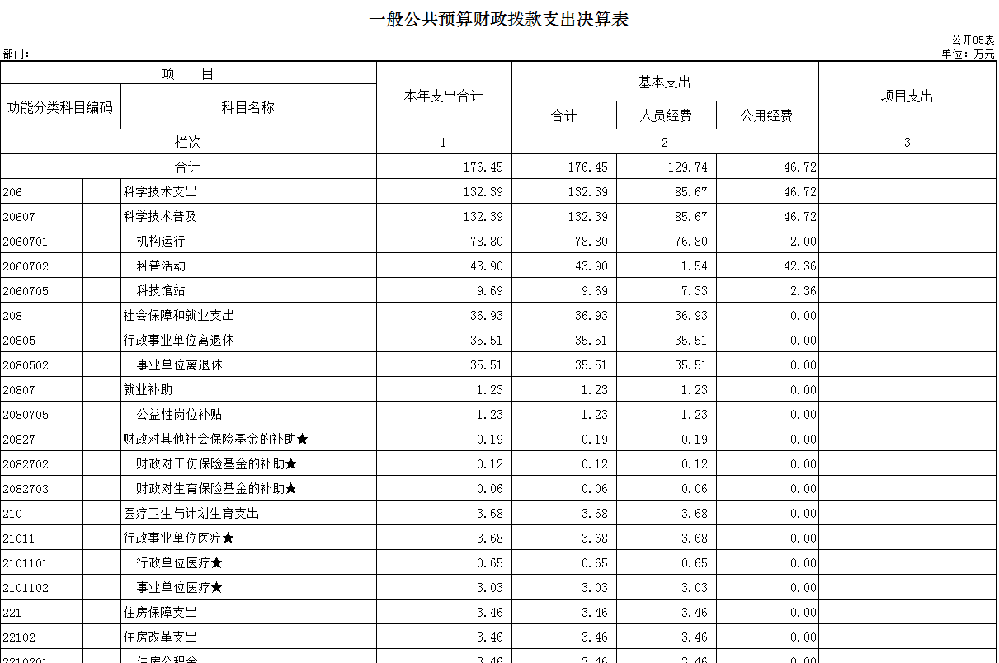 一般公共预算财政拨款支出决算表
公开05表
部门:
单位: 万元
项 目 本年支出合计 基本支出 项目支出
功能分类科目编码 科目名称 合计 人员经费 公用经费
栏次 1 2 3
合计 176.45 176.45 129.74 46.72
206 科学技术支出 132.39 132.39 85.67 46.72
20607 科学技术普及 132.39 132.39 85.67 46.72
2060701 机构运行 78.80 78.80 76.80 2.00
2060702 科普活动 43.90 43.90 1.54 42.36
2060705 科技馆站 9.69 9.69 7.33 2.36
208 社会保障和就业支出 36.93 36.93 36.93 0.00
20805 行政事业单位离退休 35.51 35.51 35.51 0.00
2080502 事业单位离退休 35.51 35.51 35.51 0.00
20807 就业补助 1.23 1.23 1.23 0.00
2080705 公益性岗位补贴 1.23 1.23 1.23 0.00
20827 财政对其他社会保险基金的补助★ 0.19 0.19 0.19 0.00
2082702 财政对工伤保险基金的补助★ 0.12 0.12 0.12 0.00
2082703 财政对生育保险基金的补助★ 0.06 0.06 0.06 0.00
210 医疗卫生与计划生育支出 3.68 3.68 3.68 0.00
21011 行政事业单位医疗★ 3.68 3.68 3.68 0.00
2101101 行政单位医疗★ 0.65 0.65 0.65 0.00
2101102 事业单位医疗★ 3.03 3.03 3.03 0.00
221 住房保障支出 3.46 3.46 3.46 0.00
22102 住房改革支出 3.46 3.46 3.46 0.00
2210201 住房公积金 3.46 3.46 3.46 0.00